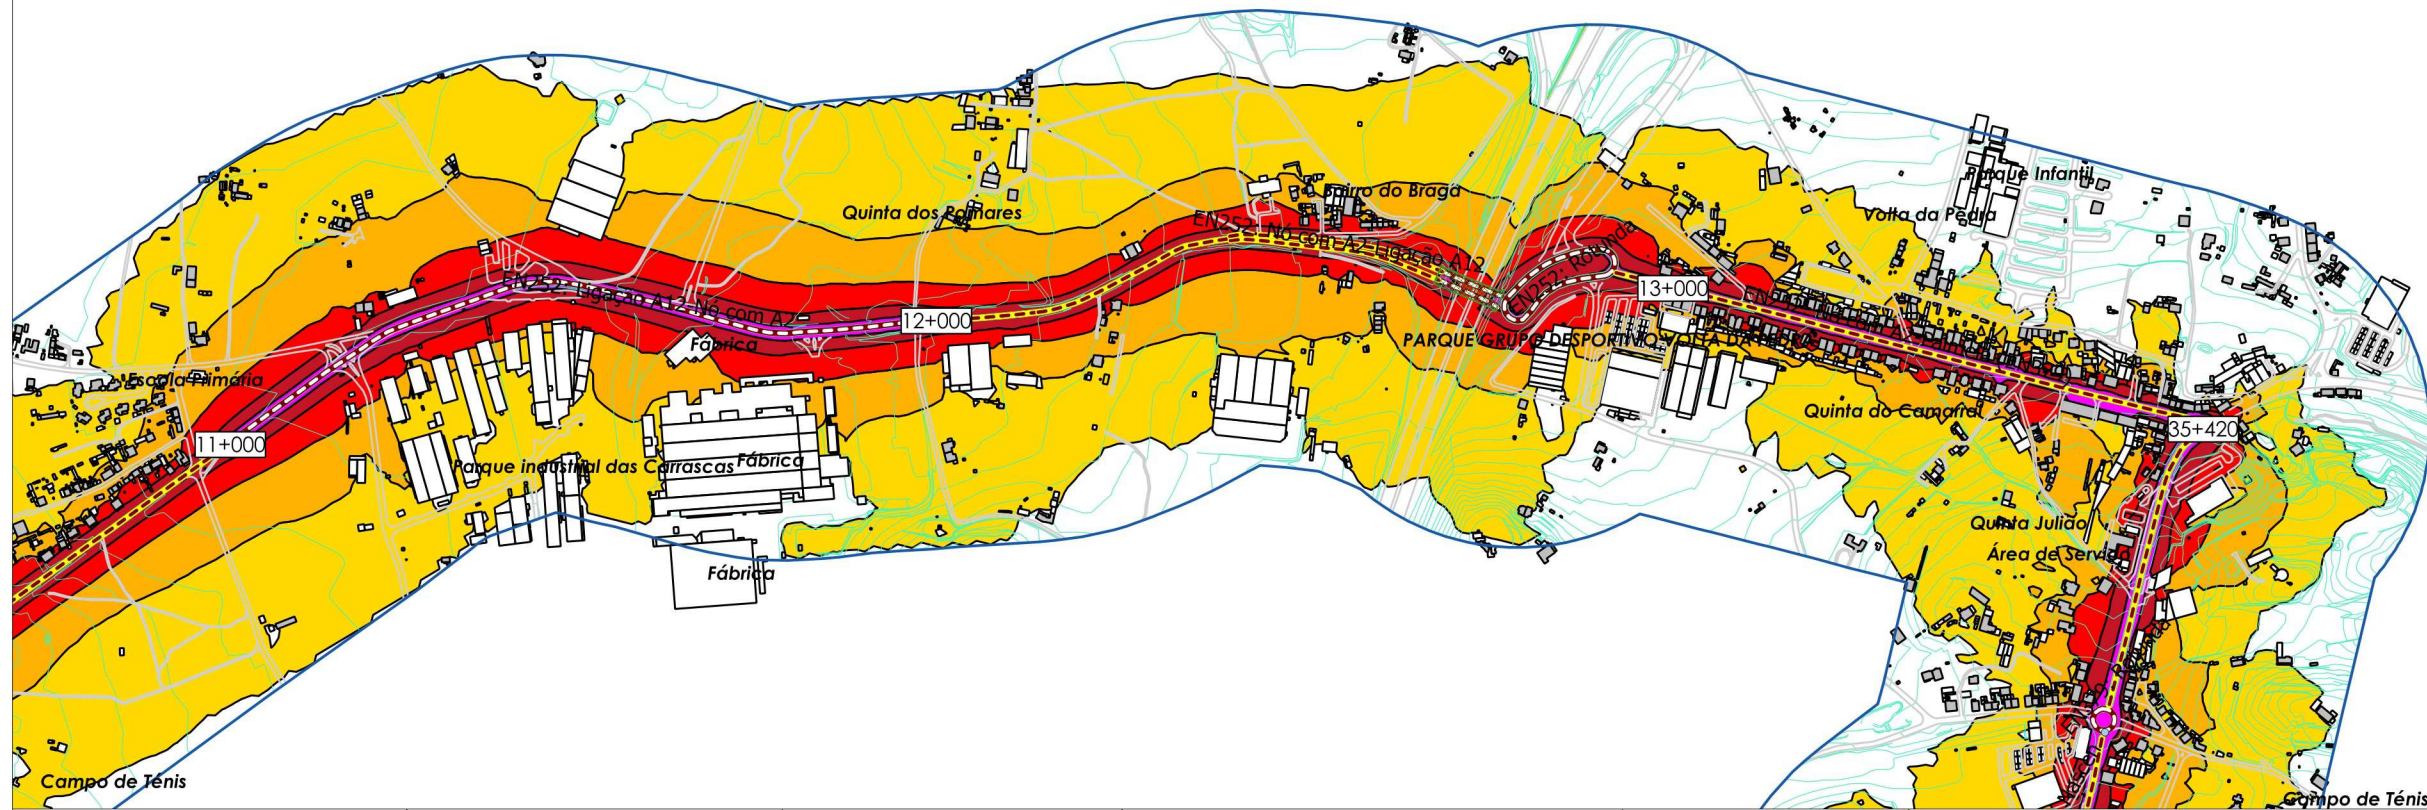 Parque Infantil
Bairro do Braga
Quinta dos Pomares
Volta da Pedra
EN252: Nó com A2-Ligação A12
EN252: Rotunda
EN252: Ligação A12-Nó com A2
13+000
12+000
Fábrica
PARQUE GRUPO DESPORTIVO VOLTA DA PEDRA
Escola Primária
Quinta do Camarral
11+000
35+420
Parque industrial das Carrascas
Fábrica
Quinta Julião
Área de Serviço
Fábrica
Campo de Ténis
Campo de Ténis